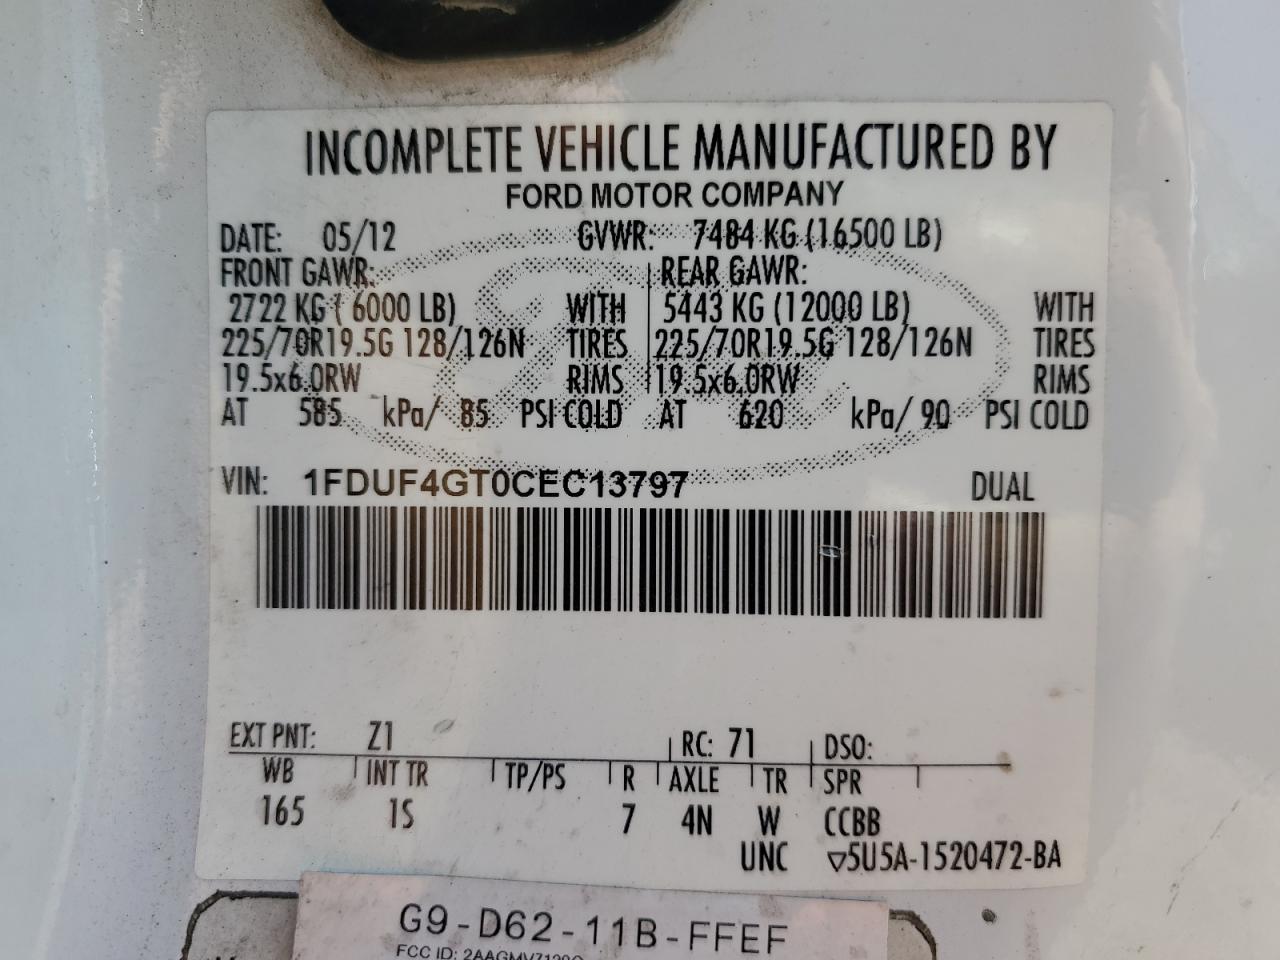 INCOMPLETE VEHICLE MANUFACTURED BY
FORD MOTOR COMPANY
DATE: 05/12 GVWR: 7484 KG (16500 LB)
FRONT GAWR: REAR GAWR:
2722 KG ( 6000 LB) WITH 5443 KG (12000 LB) WITH
225/70R19.5G 128/126N TIRES 225/70R19.5G 128/126N TIRES
19.5x6.0RW RIMS 19.5x6.0RW RIMS
AT 585 kPa/ 85 PSI COLD AT 620 kPa/ 90 PSI COLD
VIN: 1FDUF4GT0CEC13797 DUAL
EXT PNT: Z1 RC: 71 DSO:
WB INT TR TP/PS R AXLE TR SPR
165 1S 7 4N W CCBB
UNC ▽5U5A-1520472-BA
G9-D62-11B-FFEF
FCC ID: